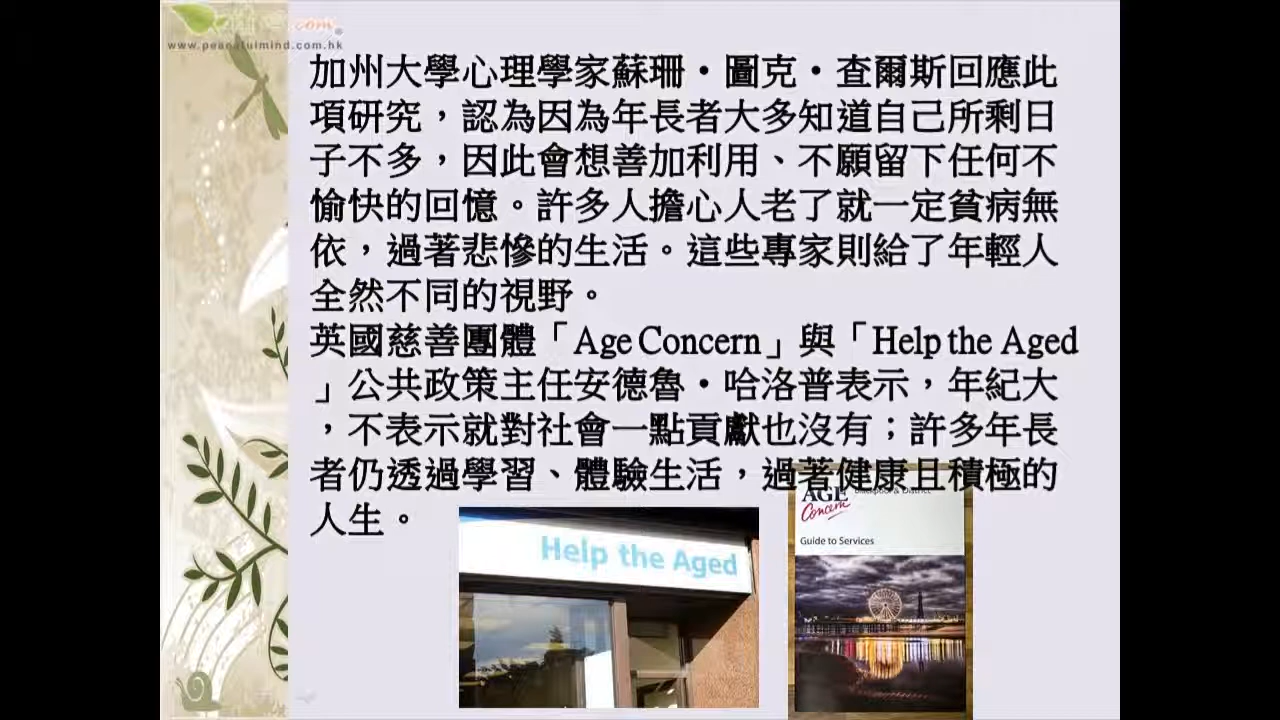 www.peacefulmind.com.hk
加州大學心理學家蘇珊‧圖克‧查爾斯回應此
項研究，認為因為年長者大多知道自己所剩日
子不多，因此會想善加利用、不願留下任何不
愉快的回憶。許多人擔心人老了就一定貧病無
依，過著悲慘的生活。這些專家則給了年輕人
全然不同的視野。
英國慈善團體「Age Concern」與「Help the Aged
」公共政策主任安德魯‧哈洛普表示，年紀大
，不表示就對社會一點貢獻也沒有；許多年長
者仍透過學習、體驗生活，過著健康且積極的
人生。
Help the Aged
AGE
Concern
& District
Guide to Services